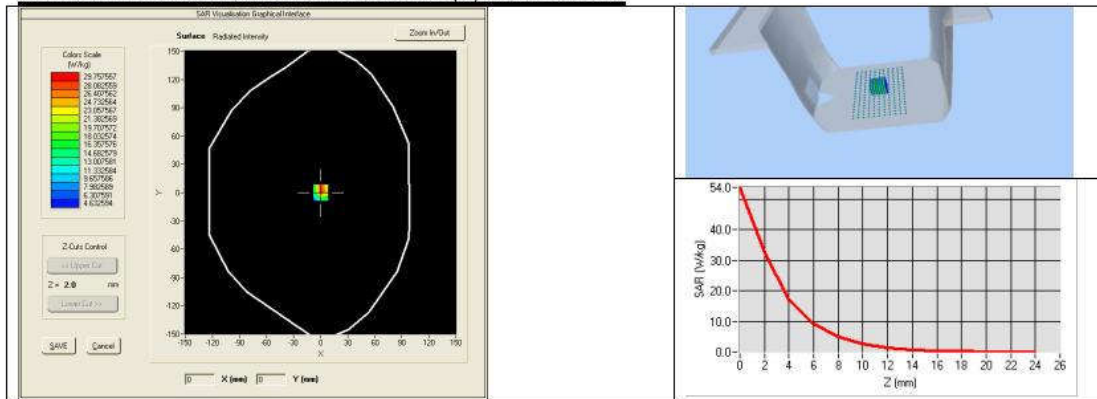 SAR Visualisation Graphical Interface
Surface Radiated Intensity
Zoom In/Out
Colors Scale
(W/kg)
29.757557
28.082559
26.407562
24.732564
23.057567
21.382569
19.707572
18.032574
16.357576
14.682579
13.007581
11.332584
9.657586
7.982589
6.307591
4.632594
150
120
90
60
30
0
-30
-60
-90
-120
-150
Y
-150 -120 -90 -60 -30 0 30 60 90 120 150
X
Z-Cuts Control
<< Upper Cut
Z = 2.0 mm
Lower Cut >>
SAVE Cancel
0 X (mm) 0 Y (mm)
54.0
40.0
30.0
20.0
10.0
0.0
SAR (W/kg)
0 2 4 6 8 10 12 14 16 18 20 22 24 26
Z (mm)